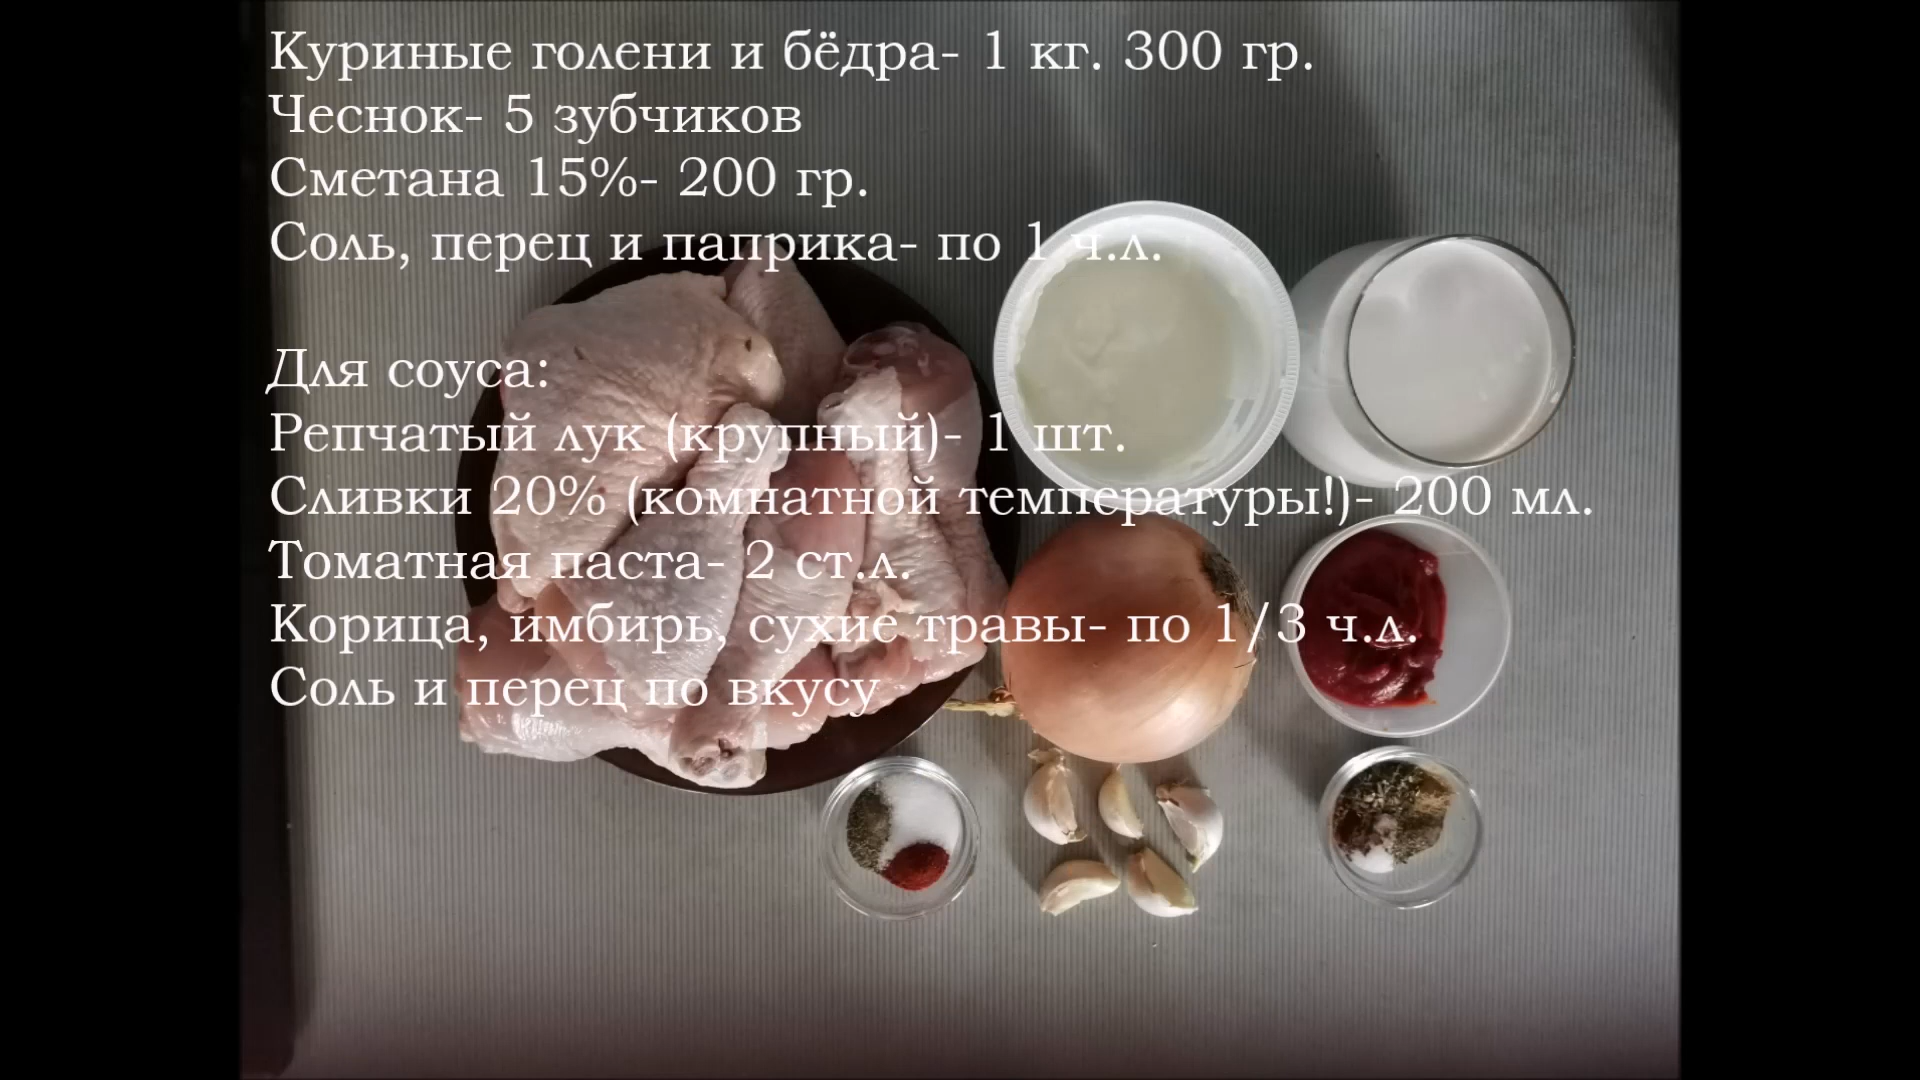 Куриные голени и бёдра- 1 кг. 300 гр.
Чеснок- 5 зубчиков
Сметана 15%- 200 гр.
Соль, перец и паприка- по 1 ч.л.
Для соуса:
Репчатый лук (крупный)- 1 шт.
Сливки 20% (комнатной температуры!)- 200 мл.
Томатная паста- 2 ст.л.
Корица, имбирь, сухие травы- по 1/3 ч.л.
Соль и перец по вкусу